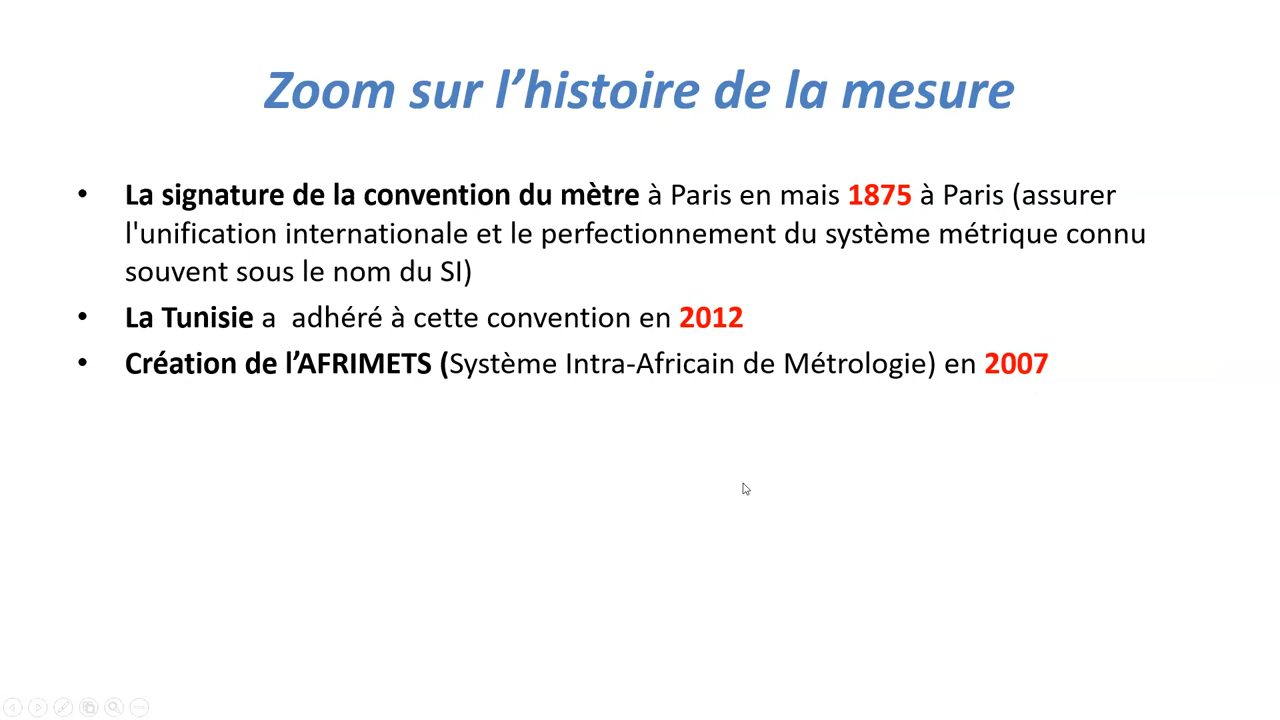 Zoom sur l’histoire de la mesure
• La signature de la convention du mètre à Paris en mais 1875 à Paris (assurer
l'unification internationale et le perfectionnement du système métrique connu
souvent sous le nom du SI)
• La Tunisie a  adhéré à cette convention en 2012
• Création de l’AFRIMETS (Système Intra-Africain de Métrologie) en 2007